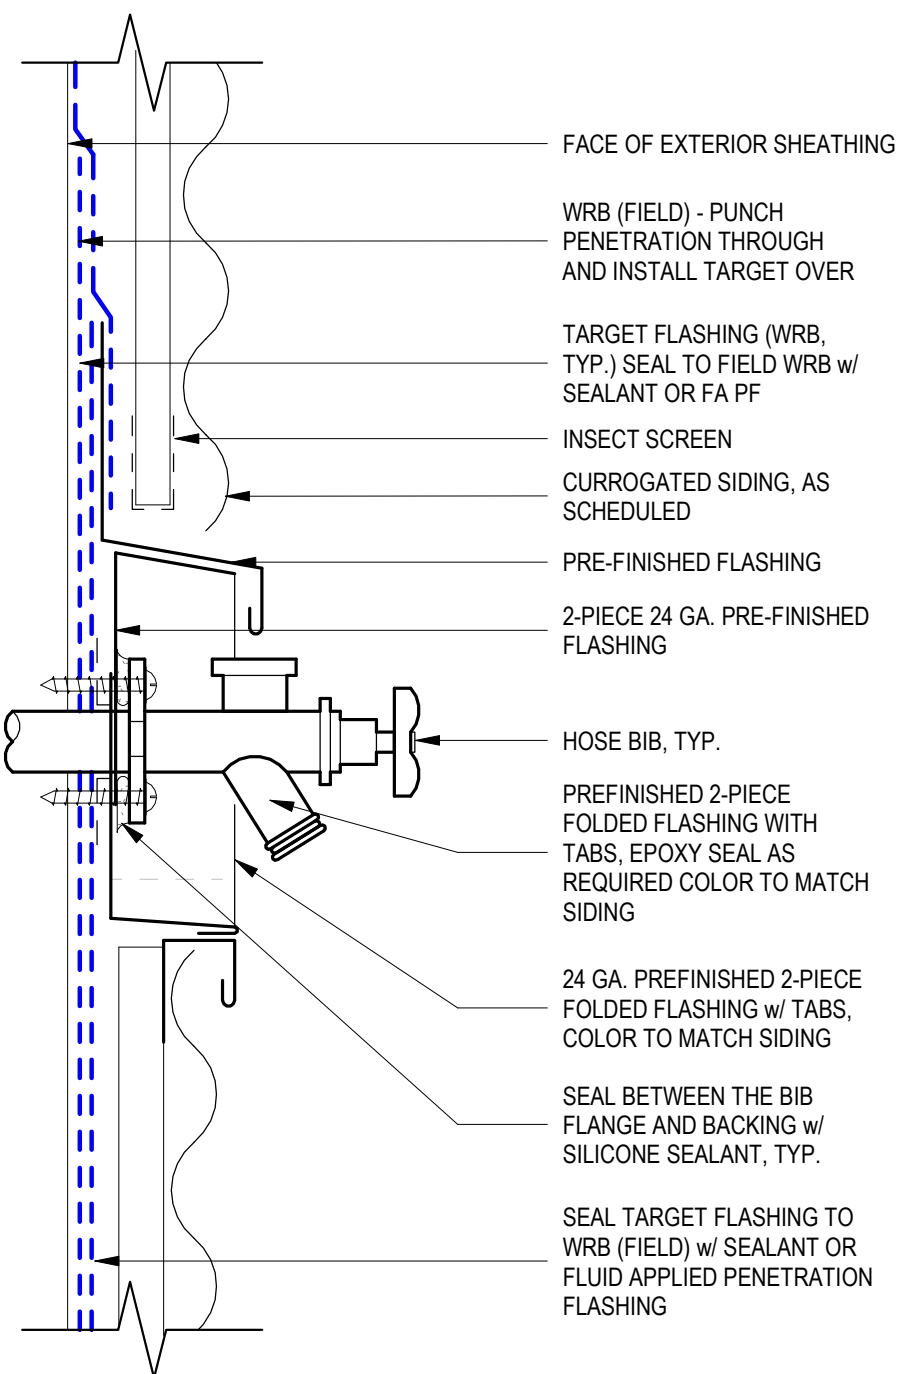 FACE OF EXTERIOR SHEATHING
WRB (FIELD) - PUNCH
PENETRATION THROUGH
AND INSTALL TARGET OVER
TARGET FLASHING (WRB,
TYP.) SEAL TO FIELD WRB w/
SEALANT OR FA PF
INSECT SCREEN
CURROGATED SIDING, AS
SCHEDULED
PRE-FINISHED FLASHING
2-PIECE 24 GA. PRE-FINISHED
FLASHING
HOSE BIB, TYP.
PREFINISHED 2-PIECE
FOLDED FLASHING WITH
TABS, EPOXY SEAL AS
REQUIRED COLOR TO MATCH
SIDING
24 GA. PREFINISHED 2-PIECE
FOLDED FLASHING w/ TABS,
COLOR TO MATCH SIDING
SEAL BETWEEN THE BIB
FLANGE AND BACKING w/
SILICONE SEALANT, TYP.
SEAL TARGET FLASHING TO
WRB (FIELD) w/ SEALANT OR
FLUID APPLIED PENETRATION
FLASHING